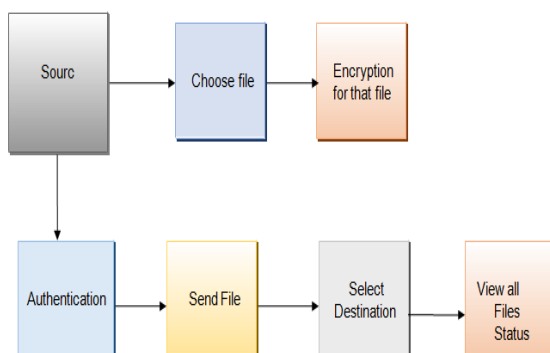 Sourc
Choose file
Encryption
for that file
Authentication
Send File
Select
Destination
View all
Files
Status